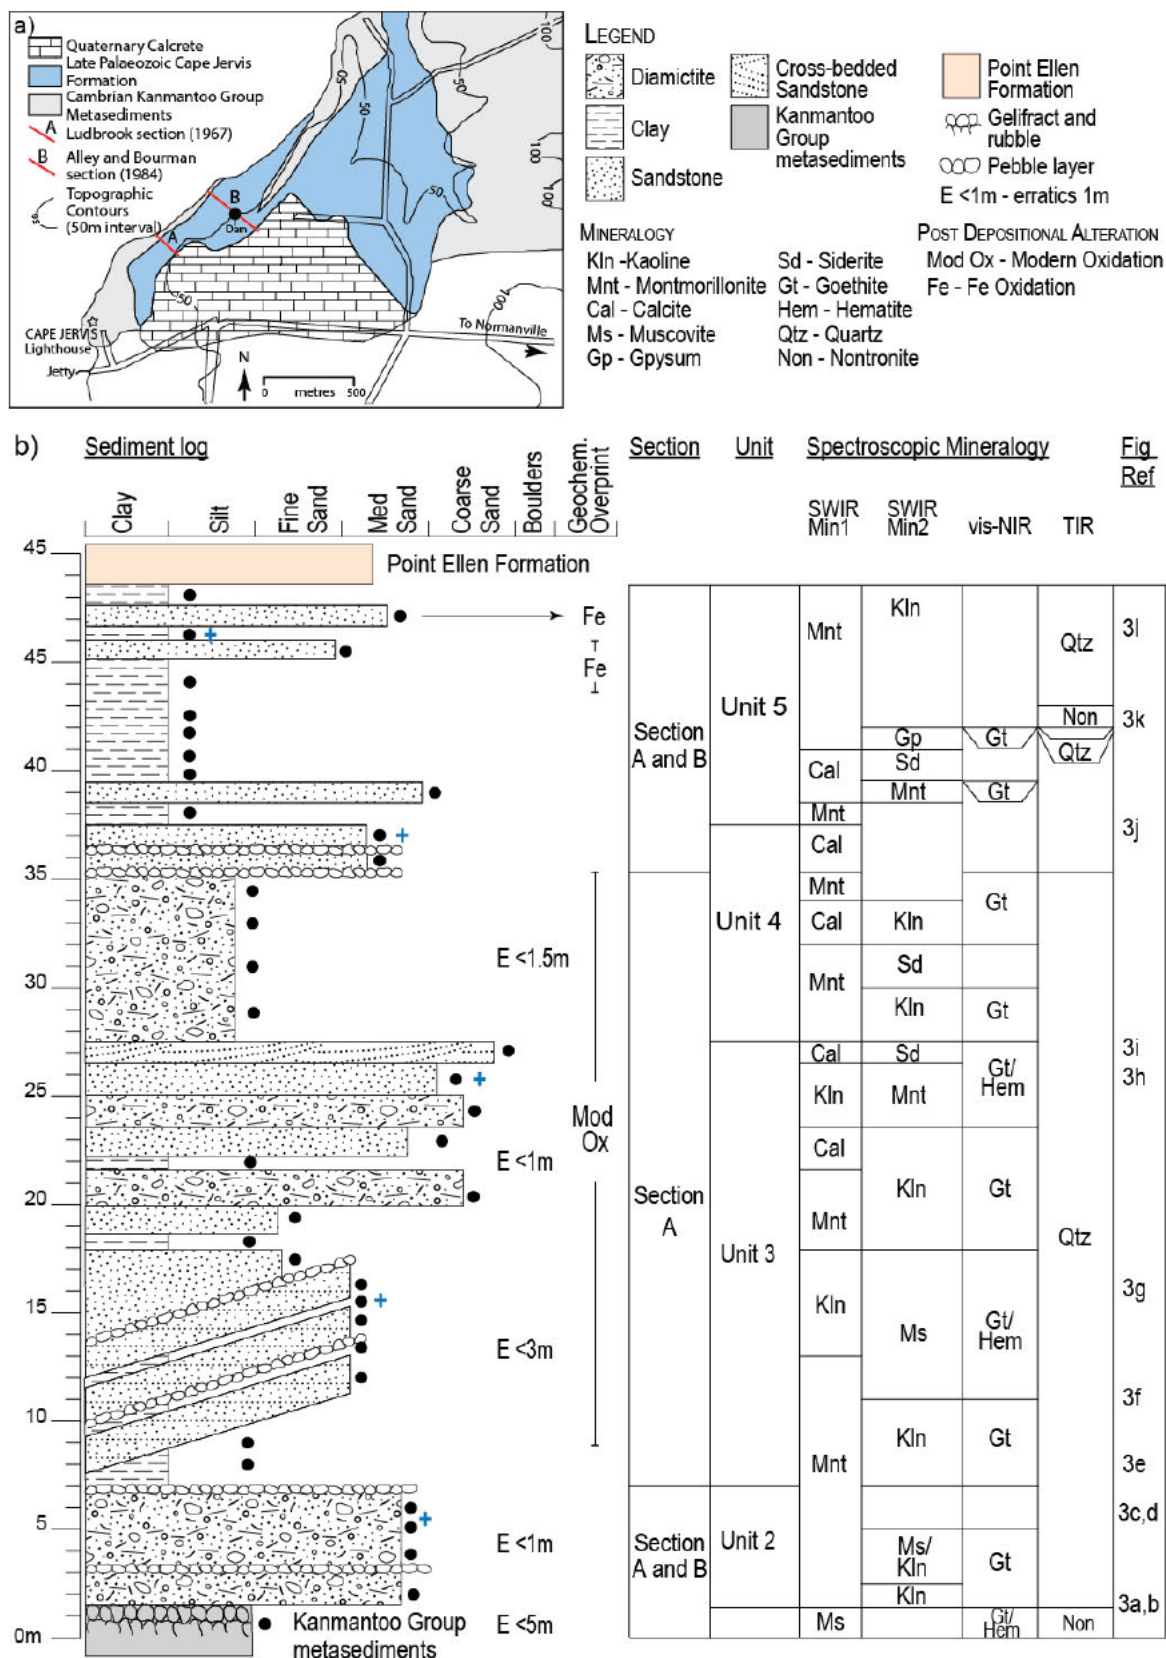 a)
Quaternary Calcrete
Late Palaeozoic Cape Jervis
Formation
Cambrian Kanmantoo Group
Metasediments
A
Ludbrook section (1967)
B
Alley and Bourman
section (1984)
Topographic
Contours
(50m interval)
50
50
50
50
50
50
100
100
100
100
B
Dam
A
CAPE JERVIS
Lighthouse
Jetty
To Normanville
N
0 metres 500
LEGEND
Diamictite
Clay
Sandstone
Cross-bedded
Sandstone
Kanmantoo
Group
metasediments
Point Ellen
Formation
Gelifract and
rubble
Pebble layer
E <1m - erratics 1m
MINERALOGY
Kln -Kaoline
Mnt - Montmorillonite
Cal - Calcite
Ms - Muscovite
Gp - Gpysum
Sd - Siderite
Gt - Goethite
Hem - Hematite
Qtz - Quartz
Non - Nontronite
POST DEPOSITIONAL ALTERATION
Mod Ox - Modern Oxidation
Fe - Fe Oxidation
b)
Sediment log
Clay
Silt
Fine
Sand
Med
Sand
Coarse
Sand
Boulders
Geochem.
Overprint
45
45
40
35
30
25
20
15
10
5
0m
Point Ellen Formation
Fe
Fe
E <1.5m
Mod
Ox
E <1m
E <3m
E <1m
E <5m
Kanmantoo Group
metasediments
Section
Unit
Spectroscopic Mineralogy
Fig
Ref
SWIR
Min1
SWIR
Min2
vis-NIR
TIR
Section
A and B
Section
A
Section
A and B
Unit 5
Unit 4
Unit 3
Unit 2
Mnt
Cal
Mnt
Cal
Mnt
Cal
Mnt
Cal
Kln
Cal
Mnt
Kln
Mnt
Ms
Kln
Gp
Sd
Mnt
Kln
Sd
Kln
Sd
Mnt
Kln
Ms
Kln
Ms/
Kln
Kln
Gt
Gt
Gt
Gt
Gt/
Hem
Gt
Gt/
Hem
Gt
Gt
Gt/
Hem
Qtz
Non
Qtz
Qtz
Non
3l
3k
3j
3i
3h
3g
3f
3e
3c,d
3a,b